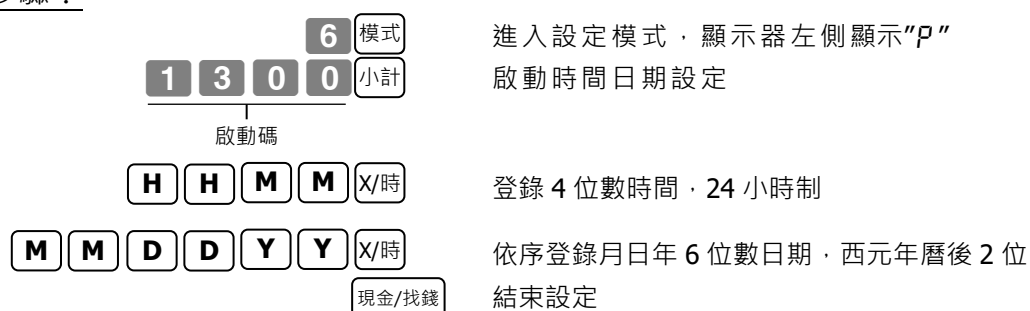 6 模式 進入設定模式，顯示器左側顯示"P"
1 3 0 0 小計 啟動時間日期設定
啟動碼
H H M M X/時 登錄 4 位數時間，24 小時制
M M D D Y Y X/時 依序登錄月日年 6 位數日期，西元年曆後 2 位
現金/找錢 結束設定